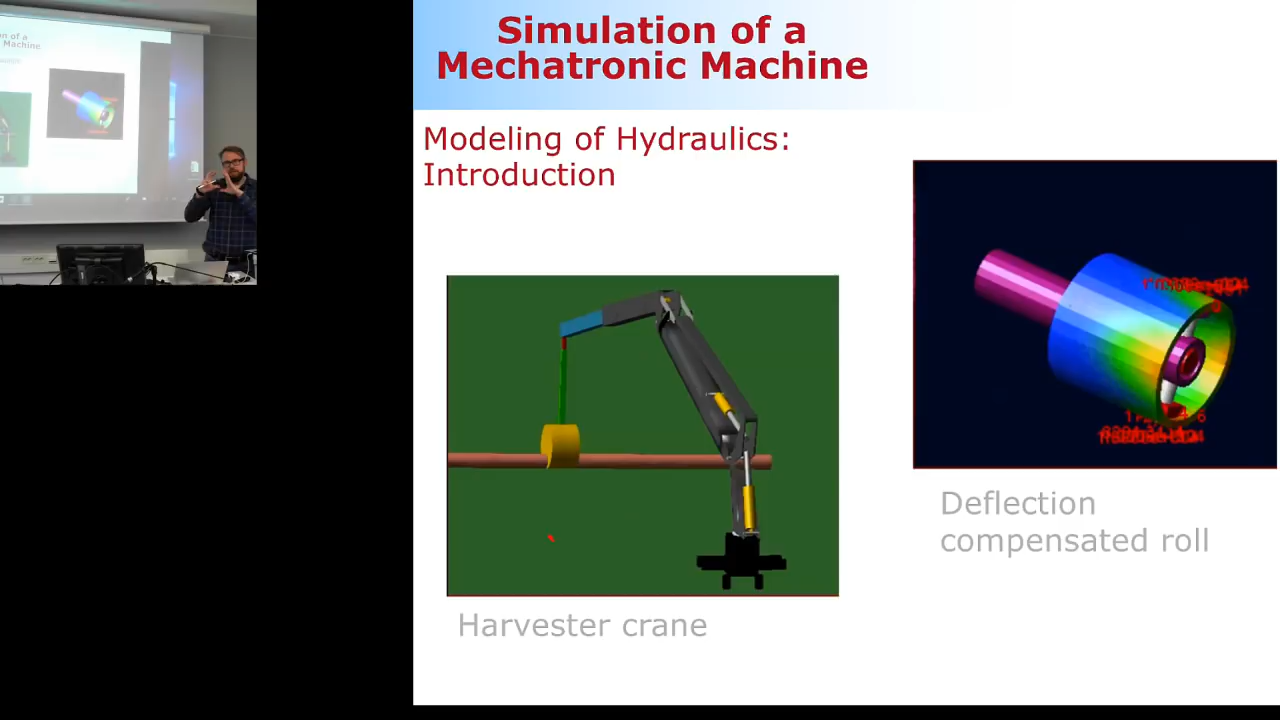 Simulation of a
Mechatronic Machine
Modeling of Hydraulics:
Introduction
Harvester crane
Deflection
compensated roll